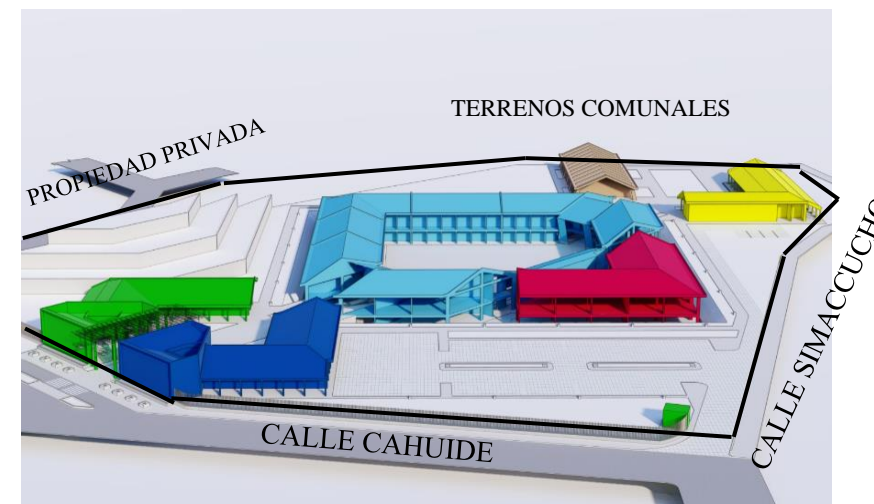 TERRENOS COMUNALES
PROPIEDAD PRIVADA
CALLE SIMACCUCHO
CALLE CAHUIDE